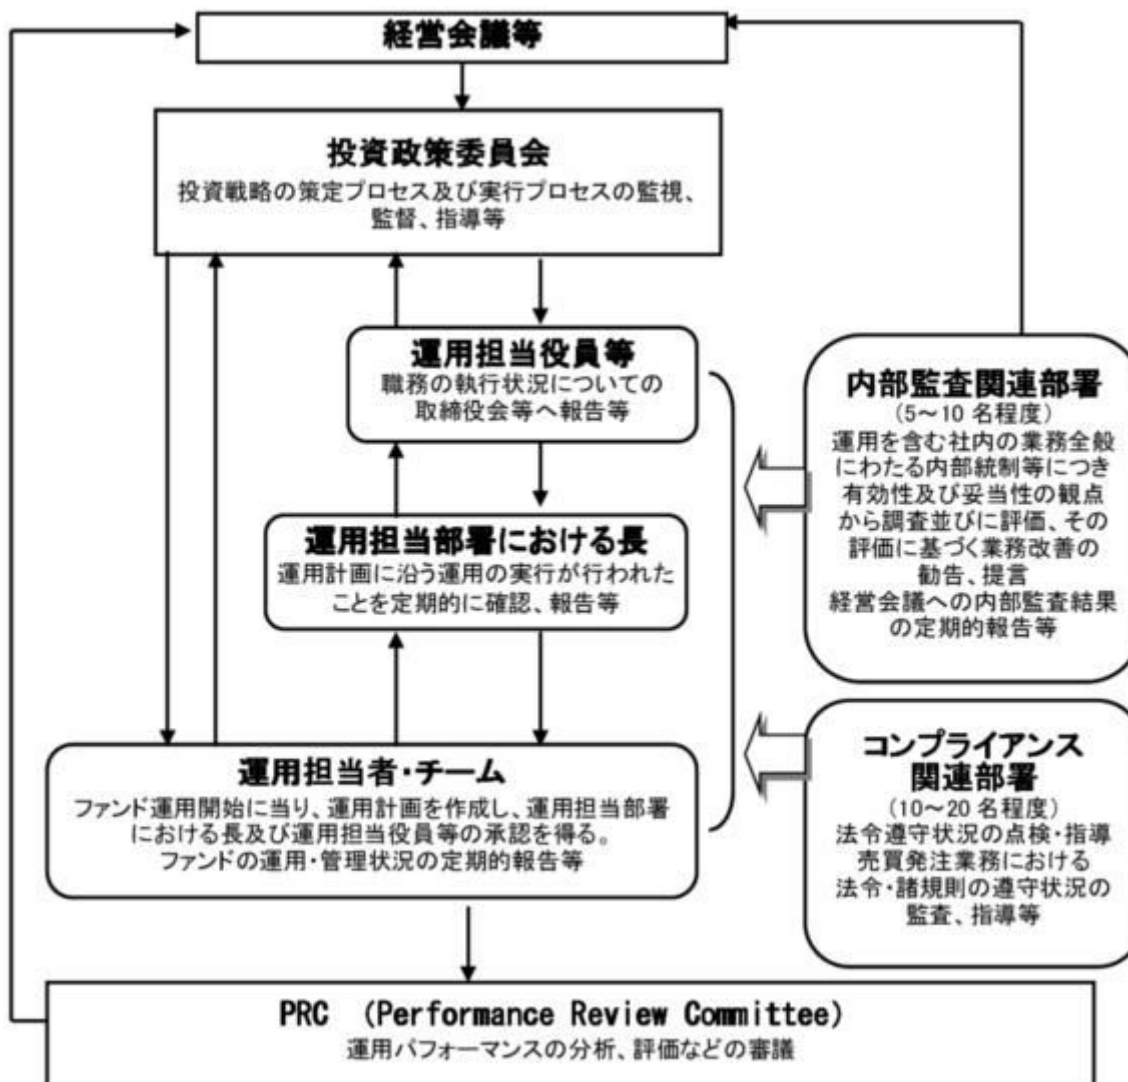 経営会議等
投資政策委員会
投資戦略の策定プロセス及び実行プロセスの監視、
監督、指導等
運用担当役員等
職務の執行状況についての
取締役会等へ報告等
運用担当部署における長
運用計画に沿う運用の実行が行われた
ことを定期的に確認、報告等
運用担当者・チーム
ファンド運用開始に当り、運用計画を作成し、運用担当部署
における長及び運用担当役員等の承認を得る。
ファンドの運用・管理状況の定期的報告等
内部監査関連部署
(5～10 名程度)
運用を含む社内の業務全般
にわたる内部統制等につき
有効性及び妥当性の観点
から調査並びに評価、その
評価に基づく業務改善の
勧告、提言
経営会議への内部監査結果
の定期的報告等
コンプライアンス
関連部署
(10～20 名程度)
法令遵守状況の点検・指導
売買発注業務における
法令・諸規則の遵守状況の
監査、指導等
PRC （Performance Review Committee）
運用パフォーマンスの分析、評価などの審議